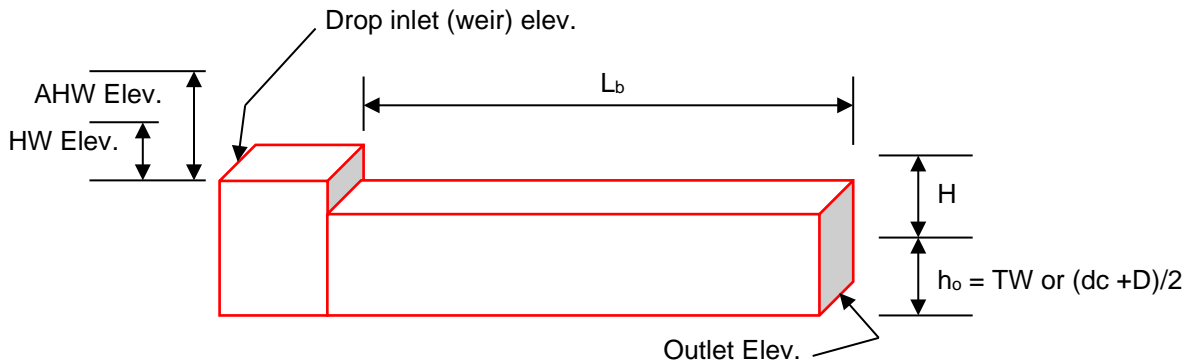 Drop inlet (weir) elev.
AHW Elev.
HW Elev.
Lb
H
ho = TW or (dc +D)/2
Outlet Elev.